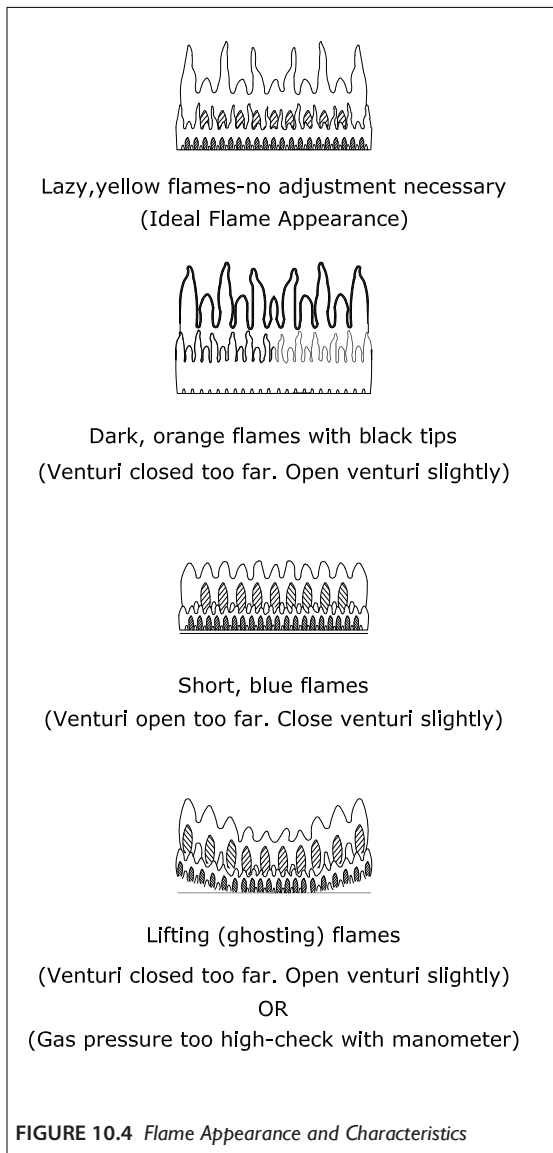 Lazy,yellow flames-no adjustment necessary
(Ideal Flame Appearance)
Dark, orange flames with black tips
(Venturi closed too far. Open venturi slightly)
Short, blue flames
(Venturi open too far. Close venturi slightly)
Lifting (ghosting) flames
(Venturi closed too far. Open venturi slightly)
OR
(Gas pressure too high-check with manometer)
FIGURE 10.4 Flame Appearance and Characteristics